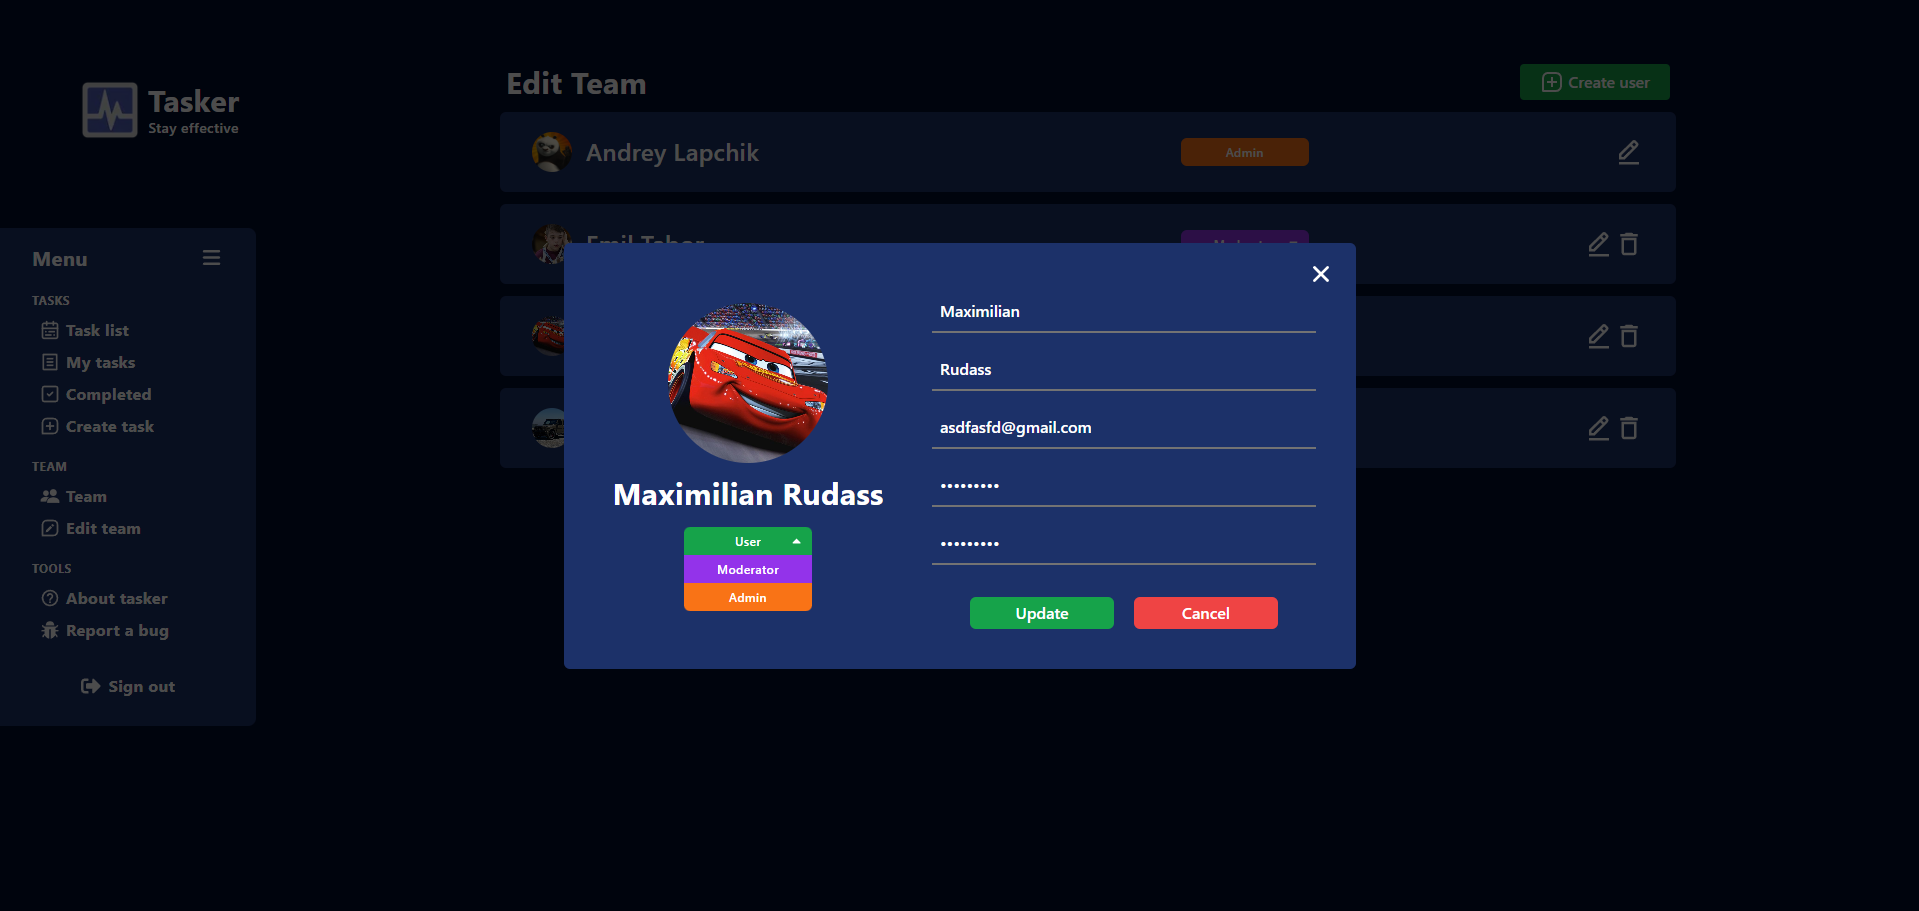 Tasker
Stay effective
Menu
TASKS
Task list
My tasks
Completed
Create task
TEAM
Team
Edit team
TOOLS
About tasker
Report a bug
Sign out
Edit Team
Create user
Andrey Lapchik
Admin
Emil
Maximilian
Rudass
asdfasfd@gmail.com
•••••••••
•••••••••
Maximilian Rudass
User
Moderator
Admin
Update
Cancel